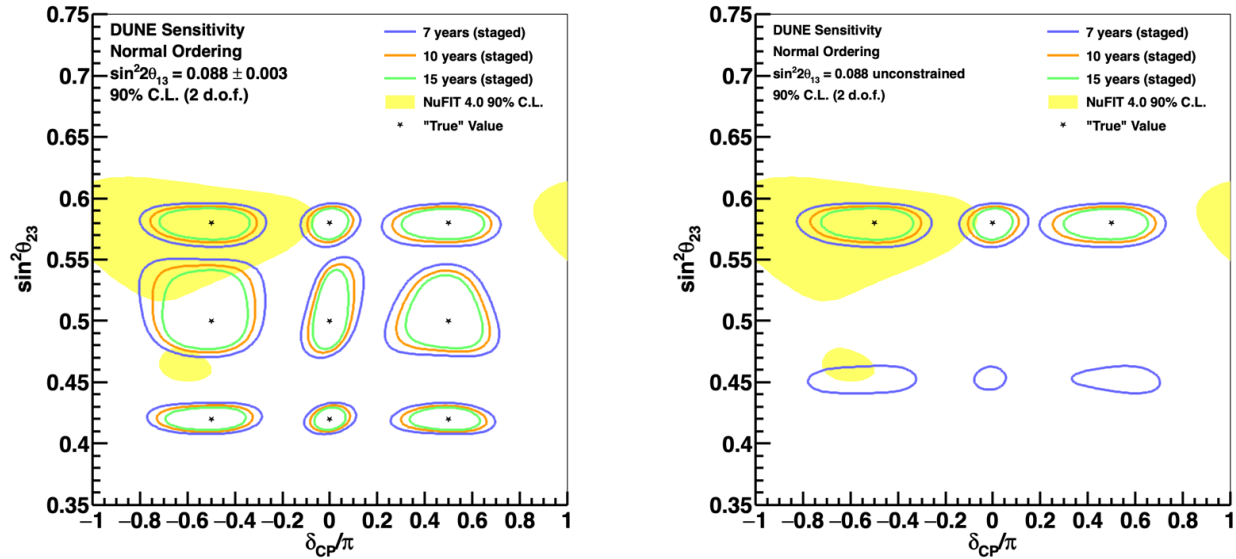 DUNE Sensitivity
Normal Ordering
sin²2θ₁₃ = 0.088 ± 0.003
90% C.L. (2 d.o.f.)
7 years (staged)
10 years (staged)
15 years (staged)
NuFIT 4.0 90% C.L.
"True" Value
0.75
0.7
0.65
0.6
0.55
0.5
0.45
0.4
0.35
sin²θ₂₃
−1 −0.8 −0.6 −0.4 −0.2 0 0.2 0.4 0.6 0.8 1
δCP/π
DUNE Sensitivity
Normal Ordering
sin²2θ₁₃ = 0.088 unconstrained
90% C.L. (2 d.o.f.)
7 years (staged)
10 years (staged)
15 years (staged)
NuFIT 4.0 90% C.L.
"True" Value
0.75
0.7
0.65
0.6
0.55
0.5
0.45
0.4
0.35
sin²θ₂₃
−1 −0.8 −0.6 −0.4 −0.2 0 0.2 0.4 0.6 0.8 1
δCP/π